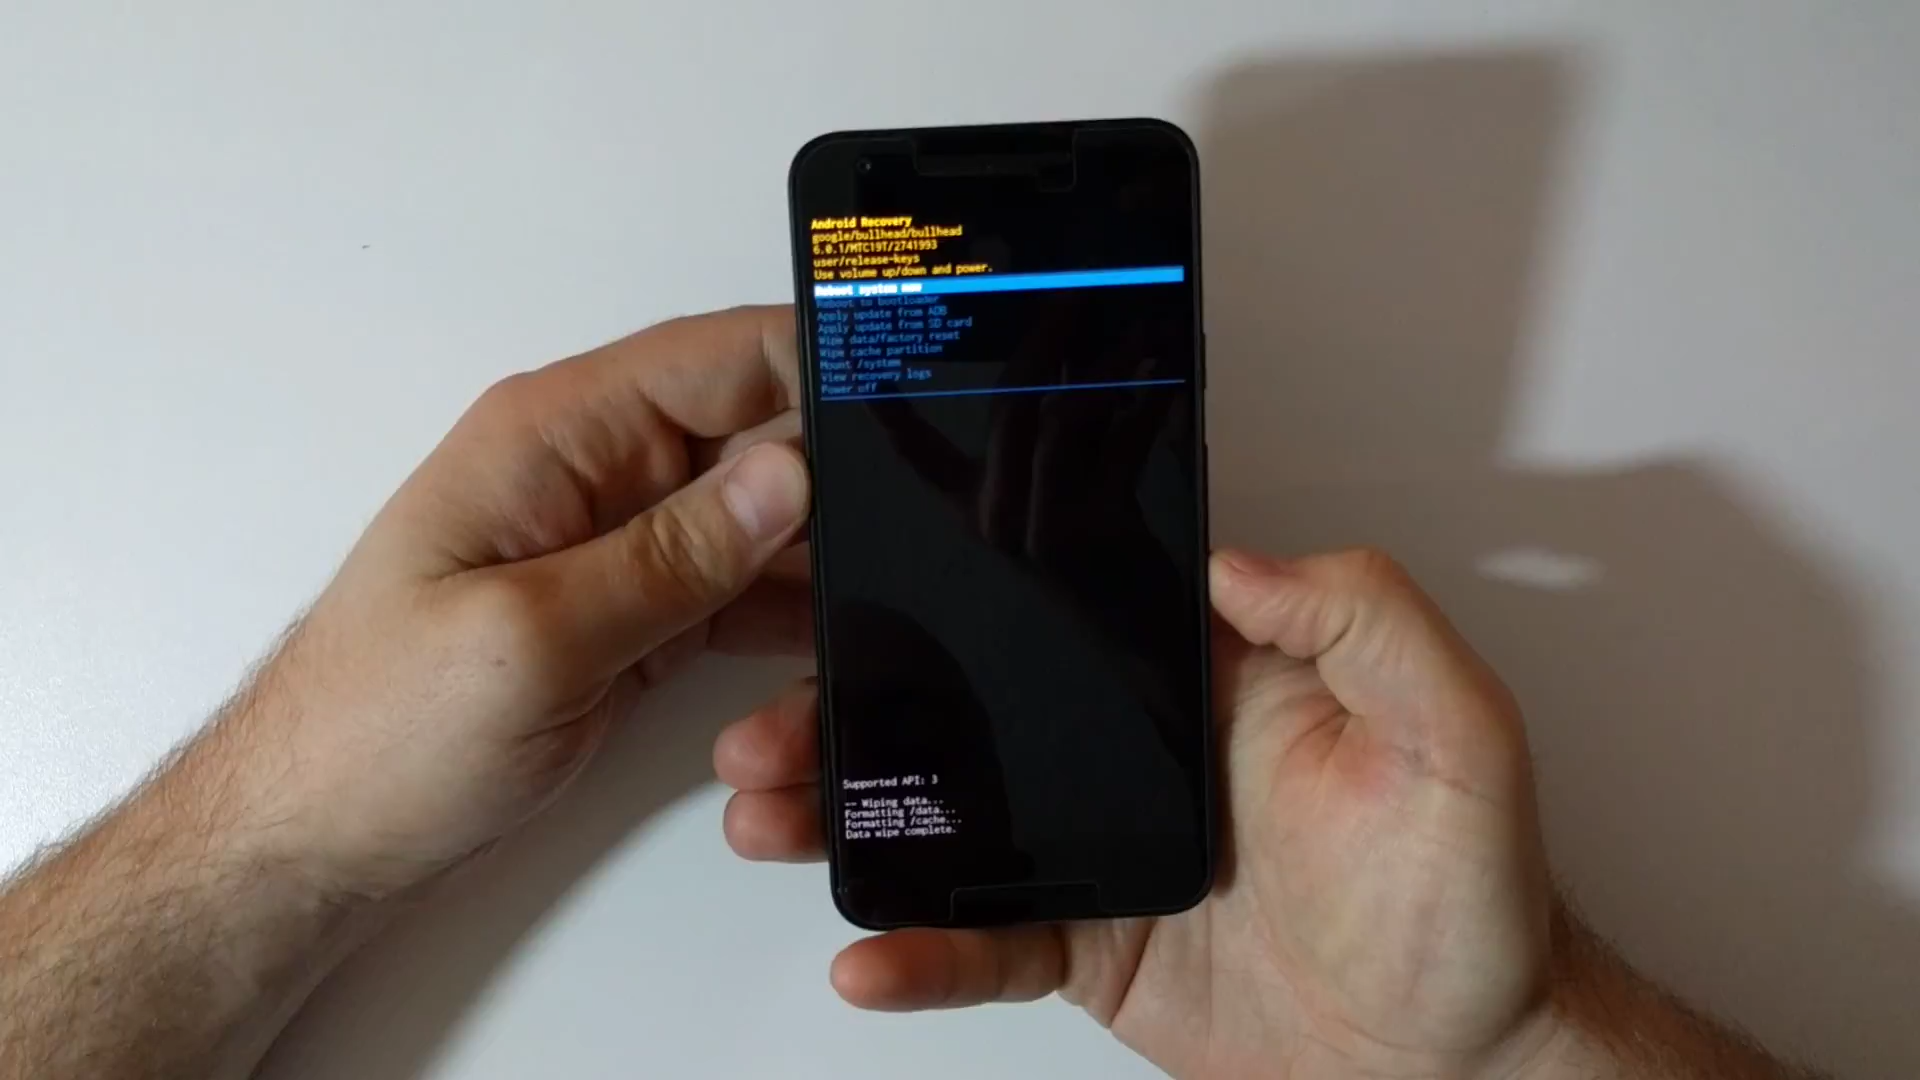 Android Recovery
google/bullhead/bullhead
6.0.1/MTC19T/2741993
user/release-keys
Use volume up/down and power.
Reboot system now
Reboot to bootloader
Apply update from ADB
Apply update from SD card
Wipe data/factory reset
Wipe cache partition
Mount /system
View recovery logs
Power off
Supported API: 3
-- Wiping data...
Formatting /data...
Formatting /cache...
Data wipe complete.